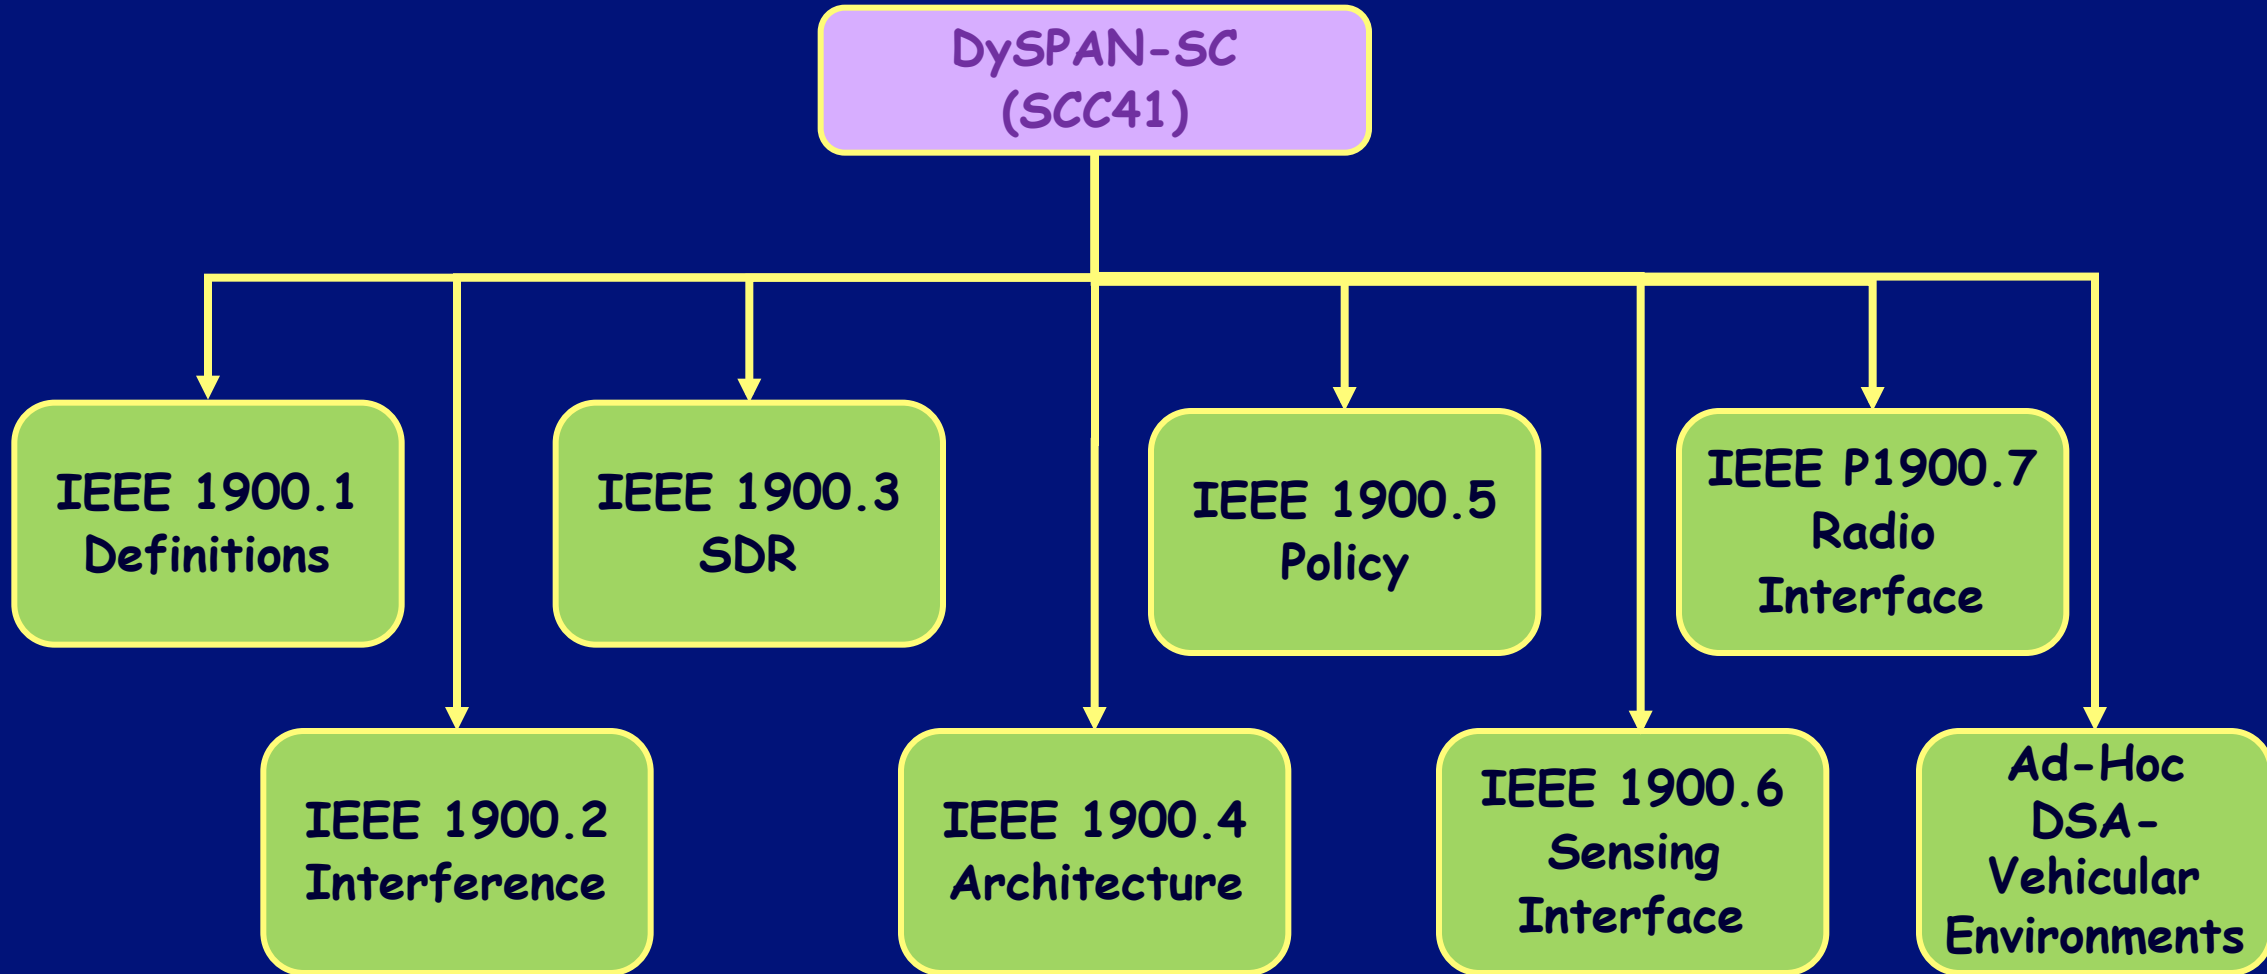 DySPAN-SC
(SCC41)
IEEE 1900.1
Definitions
IEEE 1900.3
SDR
IEEE 1900.5
Policy
IEEE P1900.7
Radio
Interface
IEEE 1900.2
Interference
IEEE 1900.4
Architecture
IEEE 1900.6
Sensing
Interface
Ad-Hoc
DSA-
Vehicular
Environments